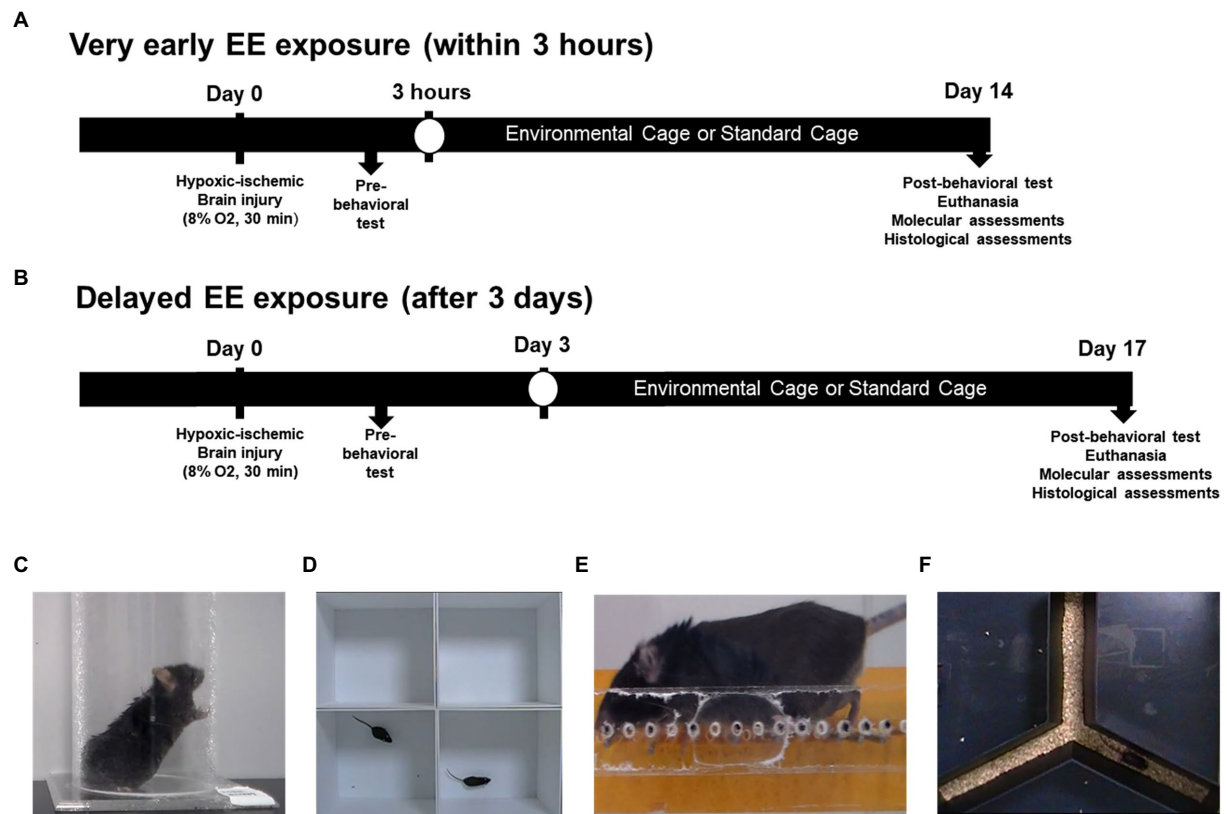 A
Very early EE exposure (within 3 hours)
Day 0
3 hours
Day 14
Environmental Cage or Standard Cage
Hypoxic-ischemic
Brain injury
(8% O2, 30 min)
Pre-
behavioral
test
Post-behavioral test
Euthanasia
Molecular assessments
Histological assessments
B
Delayed EE exposure (after 3 days)
Day 0
Day 3
Day 17
Environmental Cage or Standard Cage
Hypoxic-ischemic
Brain injury
(8% O2, 30 min)
Pre-
behavioral
test
Post-behavioral test
Euthanasia
Molecular assessments
Histological assessments
C
D
E
F